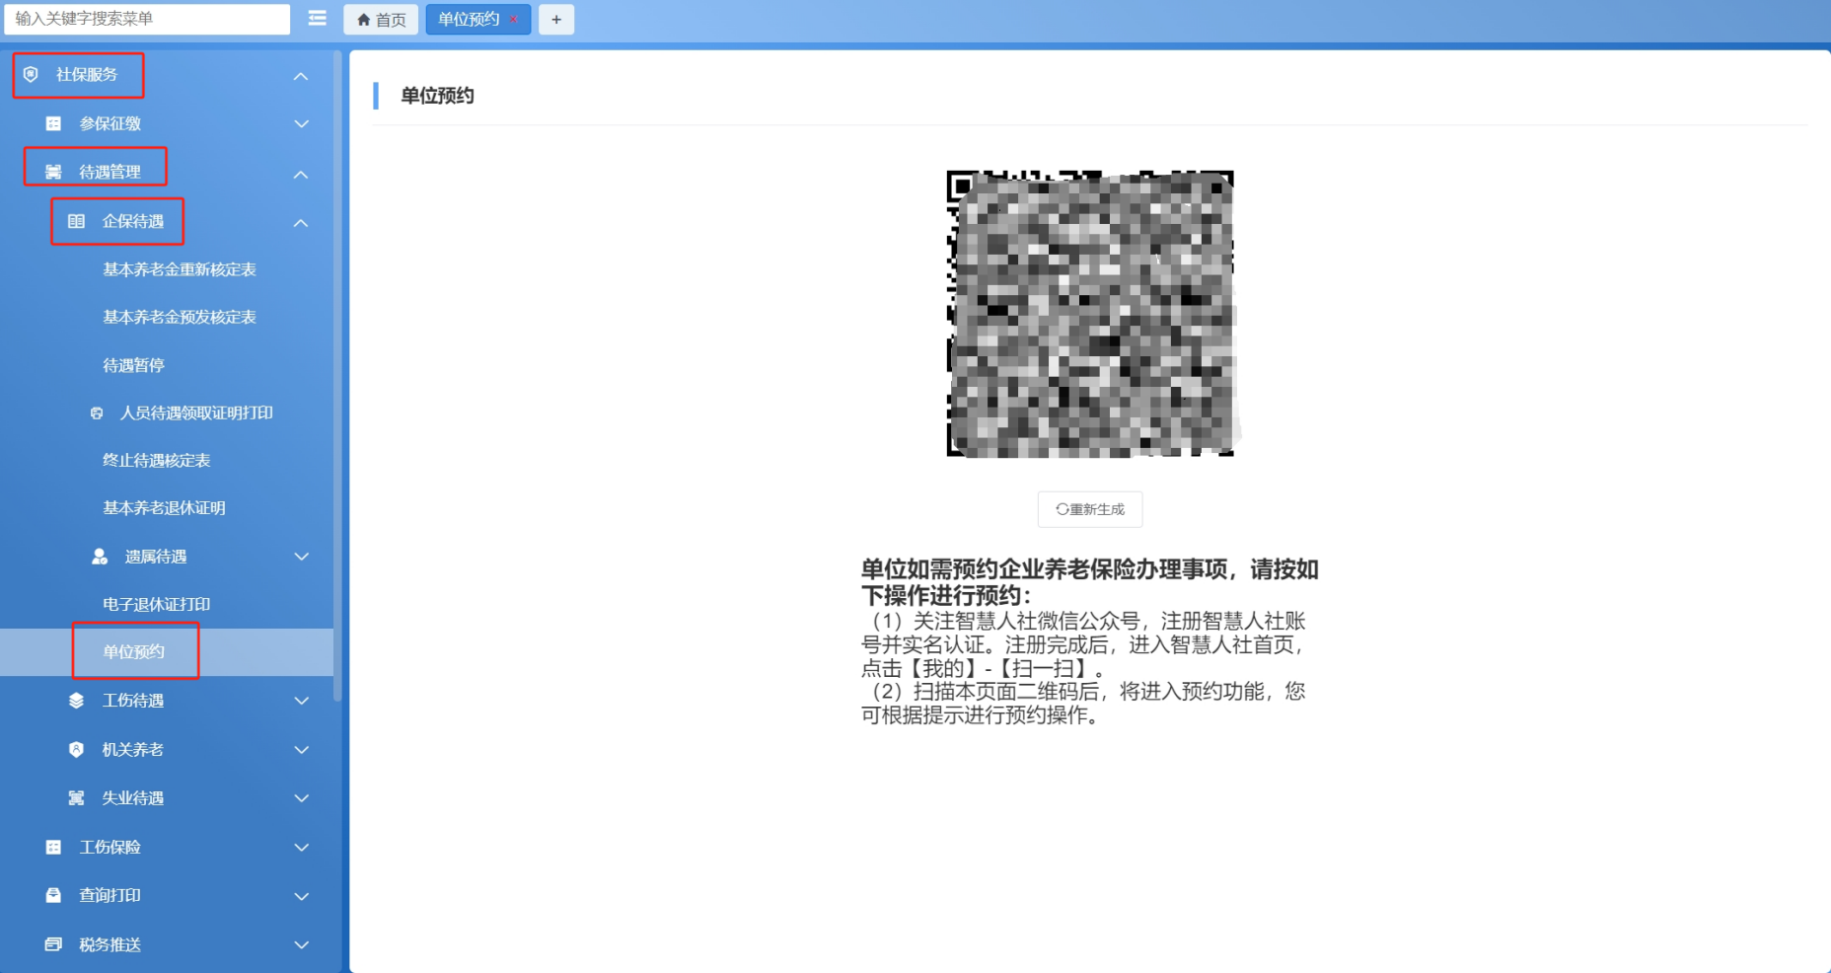 输入关键字搜索菜单
首页
单位预约 ×
+
社保服务
参保征缴
待遇管理
企保待遇
基本养老金重新核定表
基本养老金预发核定表
待遇暂停
人员待遇领取证明打印
终止待遇核定表
基本养老退休证明
遗属待遇
电子退休证打印
单位预约
工伤待遇
机关养老
失业待遇
工伤保险
查询打印
税务推送
单位预约
重新生成
单位如需预约企业养老保险办理事项，请按如
下操作进行预约：
（1）关注智慧人社微信公众号，注册智慧人社账
号并实名认证。注册完成后，进入智慧人社首页，
点击【我的】-【扫一扫】。
（2）扫描本页面二维码后，将进入预约功能，您
可根据提示进行预约操作。